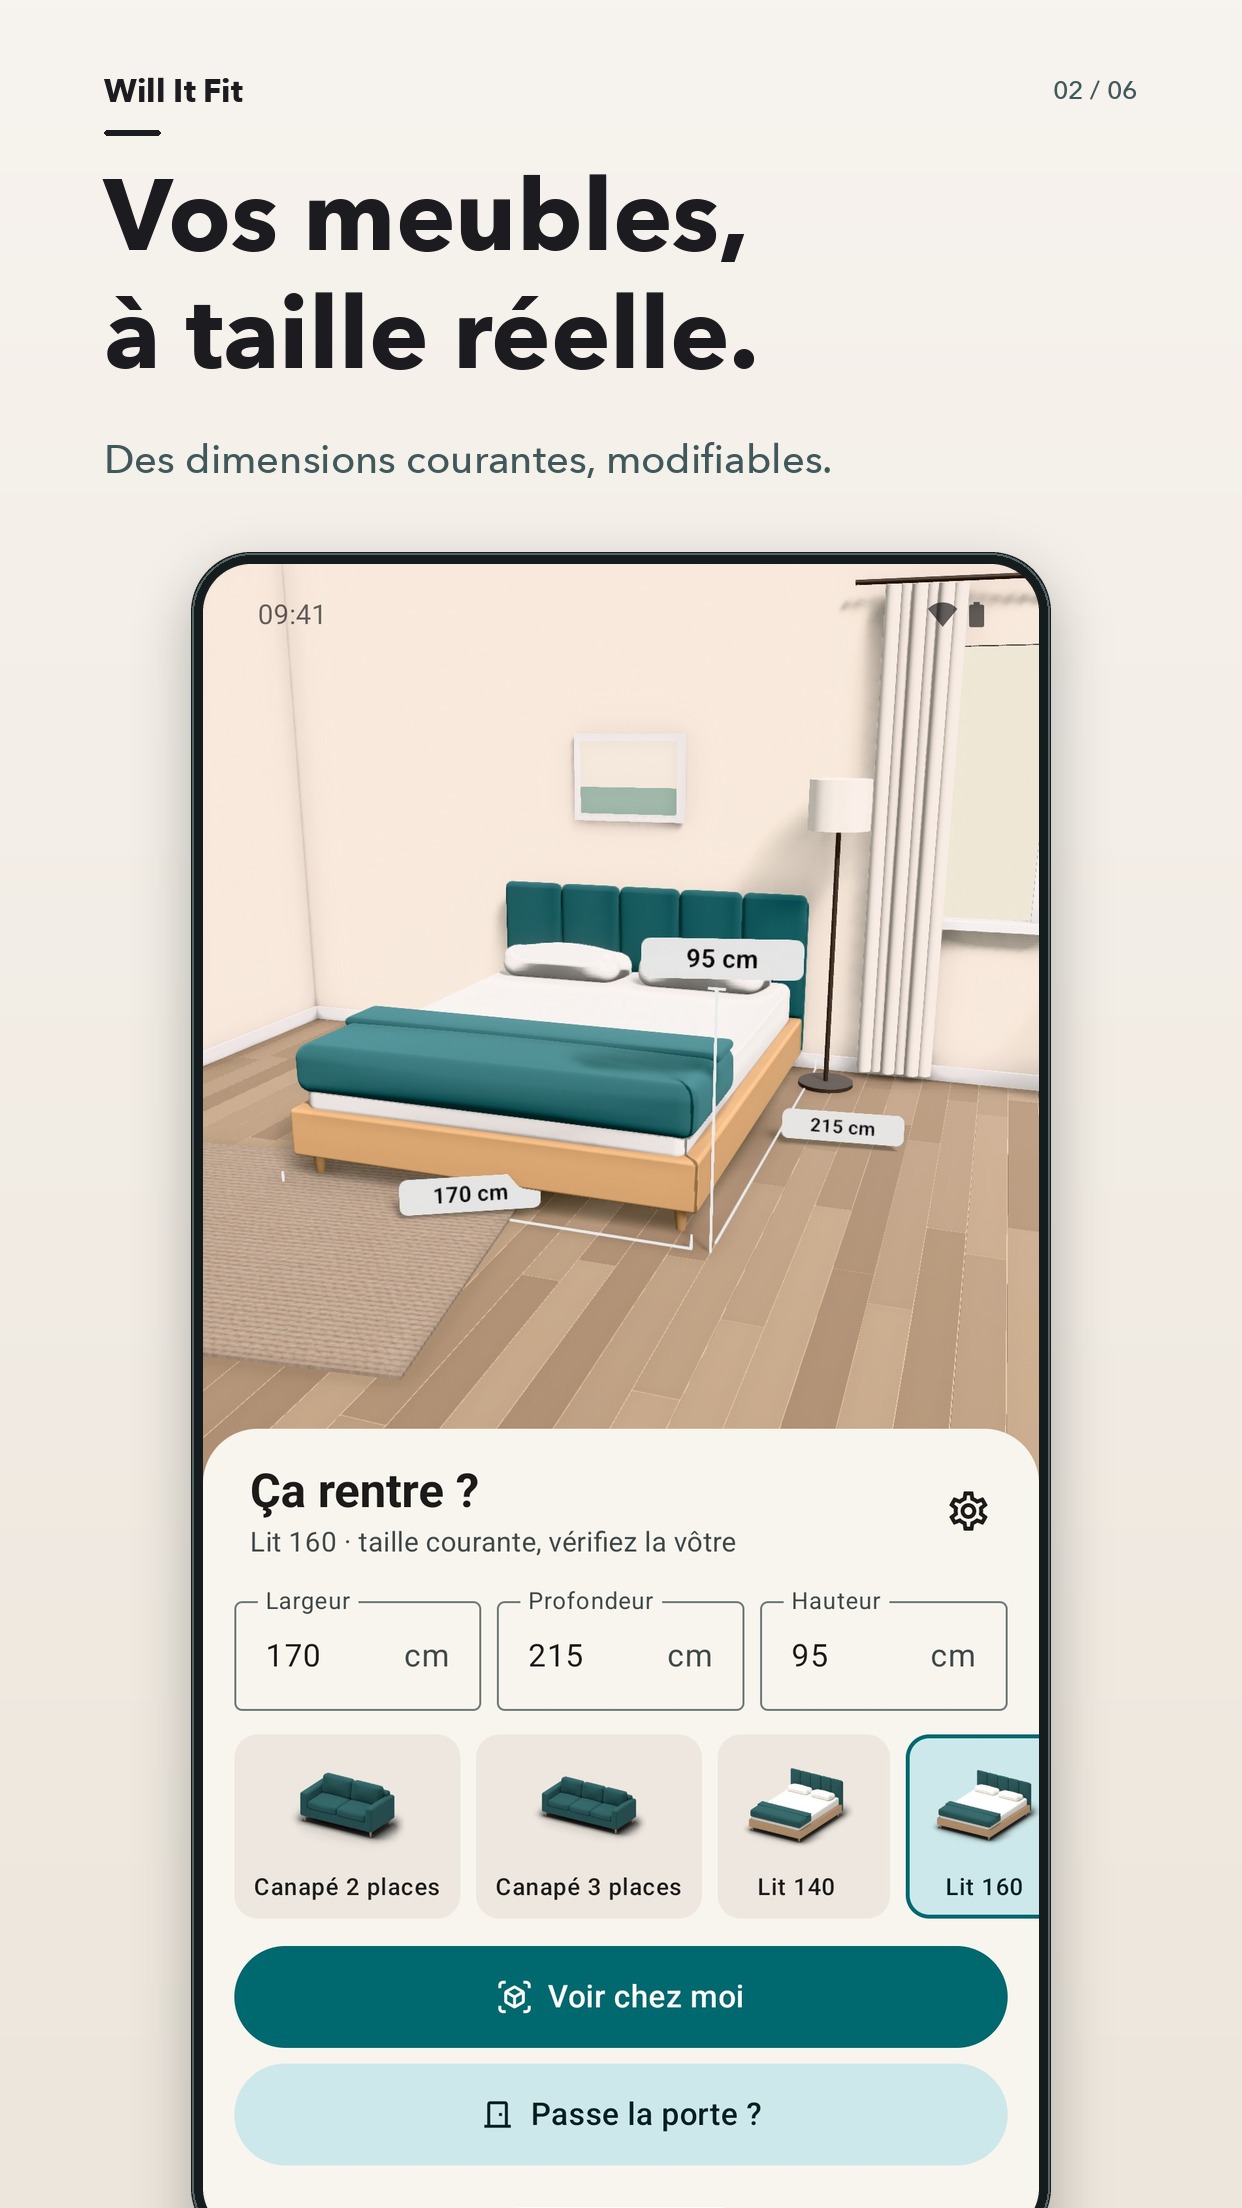 Will It Fit
02 / 06
Vos meubles,
à taille réelle.
Des dimensions courantes, modifiables.
09:41
95 cm
215 cm
170 cm
Ça rentre ?
Lit 160 · taille courante, vérifiez la vôtre
Largeur
Profondeur
Hauteur
170 cm
215 cm
95 cm
Canapé 2 places
Canapé 3 places
Lit 140
Lit 160
Voir chez moi
Passe la porte ?